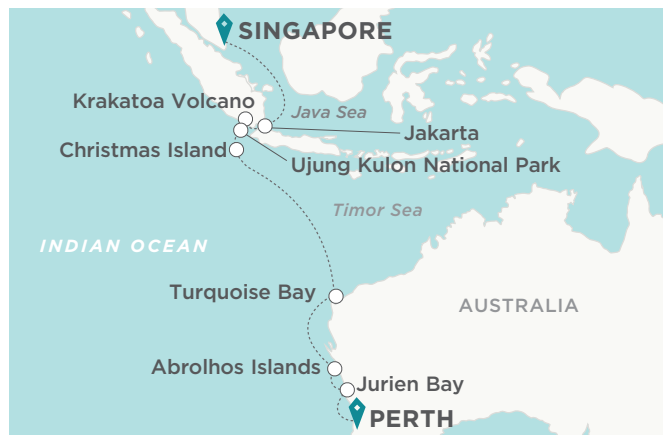 SINGAPORE
Krakatoa Volcano
Java Sea
Jakarta
Christmas Island
Ujung Kulon National Park
Timor Sea
INDIAN OCEAN
Turquoise Bay
AUSTRALIA
Abrolhos Islands
Jurien Bay
PERTH